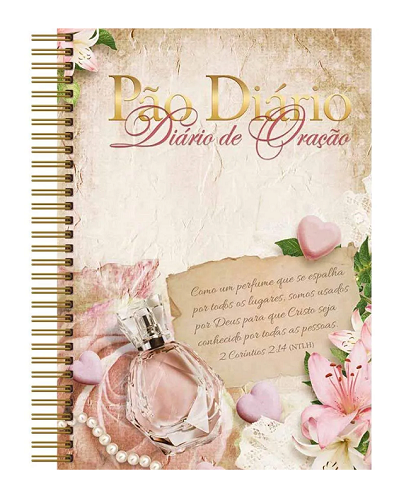 Pão Diário
Diário de Oração
Como um perfume que se espalha
por todos os lugares, somos usados
por Deus para que Cristo seja
conhecido por todas as pessoas.
2 Coríntios 2:14 (NTLH)